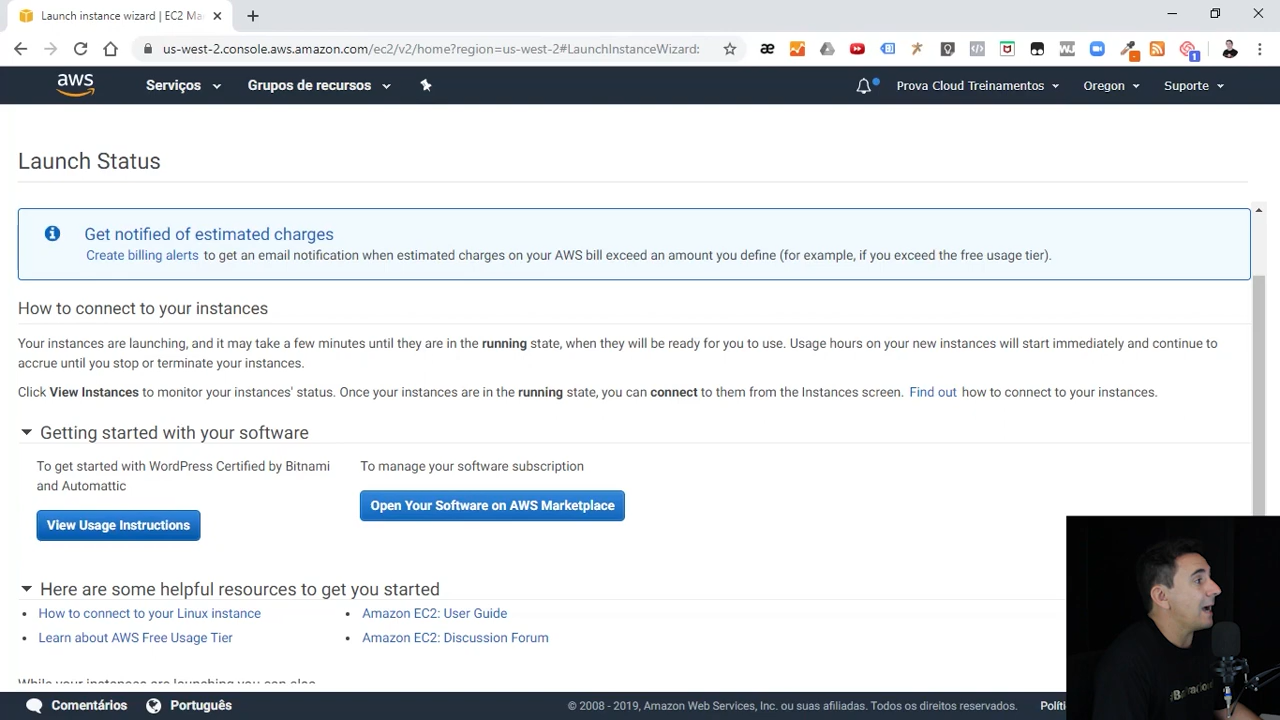 Launch instance wizard | EC2 Ma
us-west-2.console.aws.amazon.com/ec2/v2/home?region=us-west-2#LaunchInstanceWizard:
aws
Serviços
Grupos de recursos
Prova Cloud Treinamentos
Oregon
Suporte
Launch Status
Get notified of estimated charges
Create billing alerts to get an email notification when estimated charges on your AWS bill exceed an amount you define (for example, if you exceed the free usage tier).
How to connect to your instances
Your instances are launching, and it may take a few minutes until they are in the running state, when they will be ready for you to use. Usage hours on your new instances will start immediately and continue to
accrue until you stop or terminate your instances.
Click View Instances to monitor your instances' status. Once your instances are in the running state, you can connect to them from the Instances screen. Find out how to connect to your instances.
Getting started with your software
To get started with WordPress Certified by Bitnami
and Automattic
View Usage Instructions
To manage your software subscription
Open Your Software on AWS Marketplace
Here are some helpful resources to get you started
How to connect to your Linux instance
Amazon EC2: User Guide
Learn about AWS Free Usage Tier
Amazon EC2: Discussion Forum
While your instances are launching you can also
Comentários
Português
© 2008 - 2019, Amazon Web Services, Inc. ou suas afiliadas. Todos os direitos reservados.
Políti